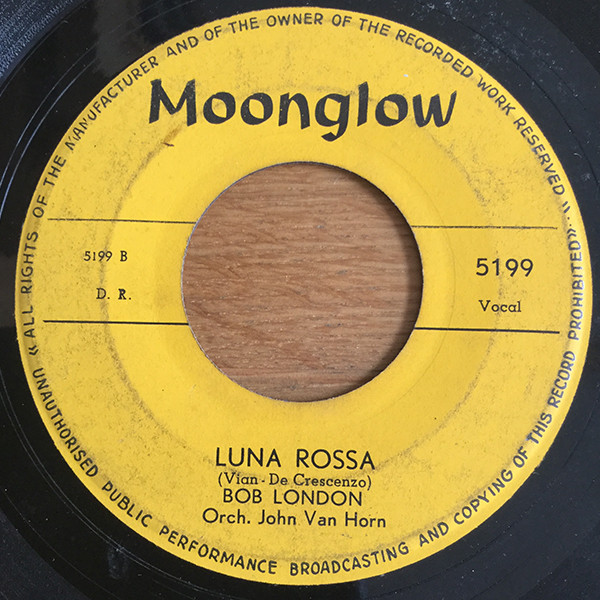 « ALL RIGHTS OF THE MANUFACTURER AND OF THE OWNER OF THE RECORDED WORK RESERVED »
Moonglow
5199 B
D. R.
5199
Vocal
LUNA ROSSA
(Vian - De Crescenzo)
BOB LONDON
Orch. John Van Horn
UNAUTHORISED PUBLIC PERFORMANCE BROADCASTING AND COPYING OF THIS RECORD PROHIBITED»